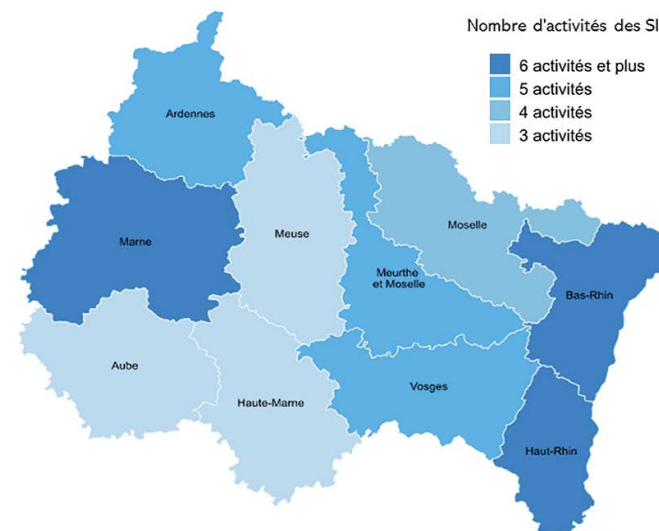 Nombre d'activités des SI
6 activités et plus
5 activités
4 activités
3 activités
Ardennes
Marne
Meuse
Moselle
Meurthe
et Moselle
Bas-Rhin
Aube
Haute-Marne
Vosges
Haut-Rhin